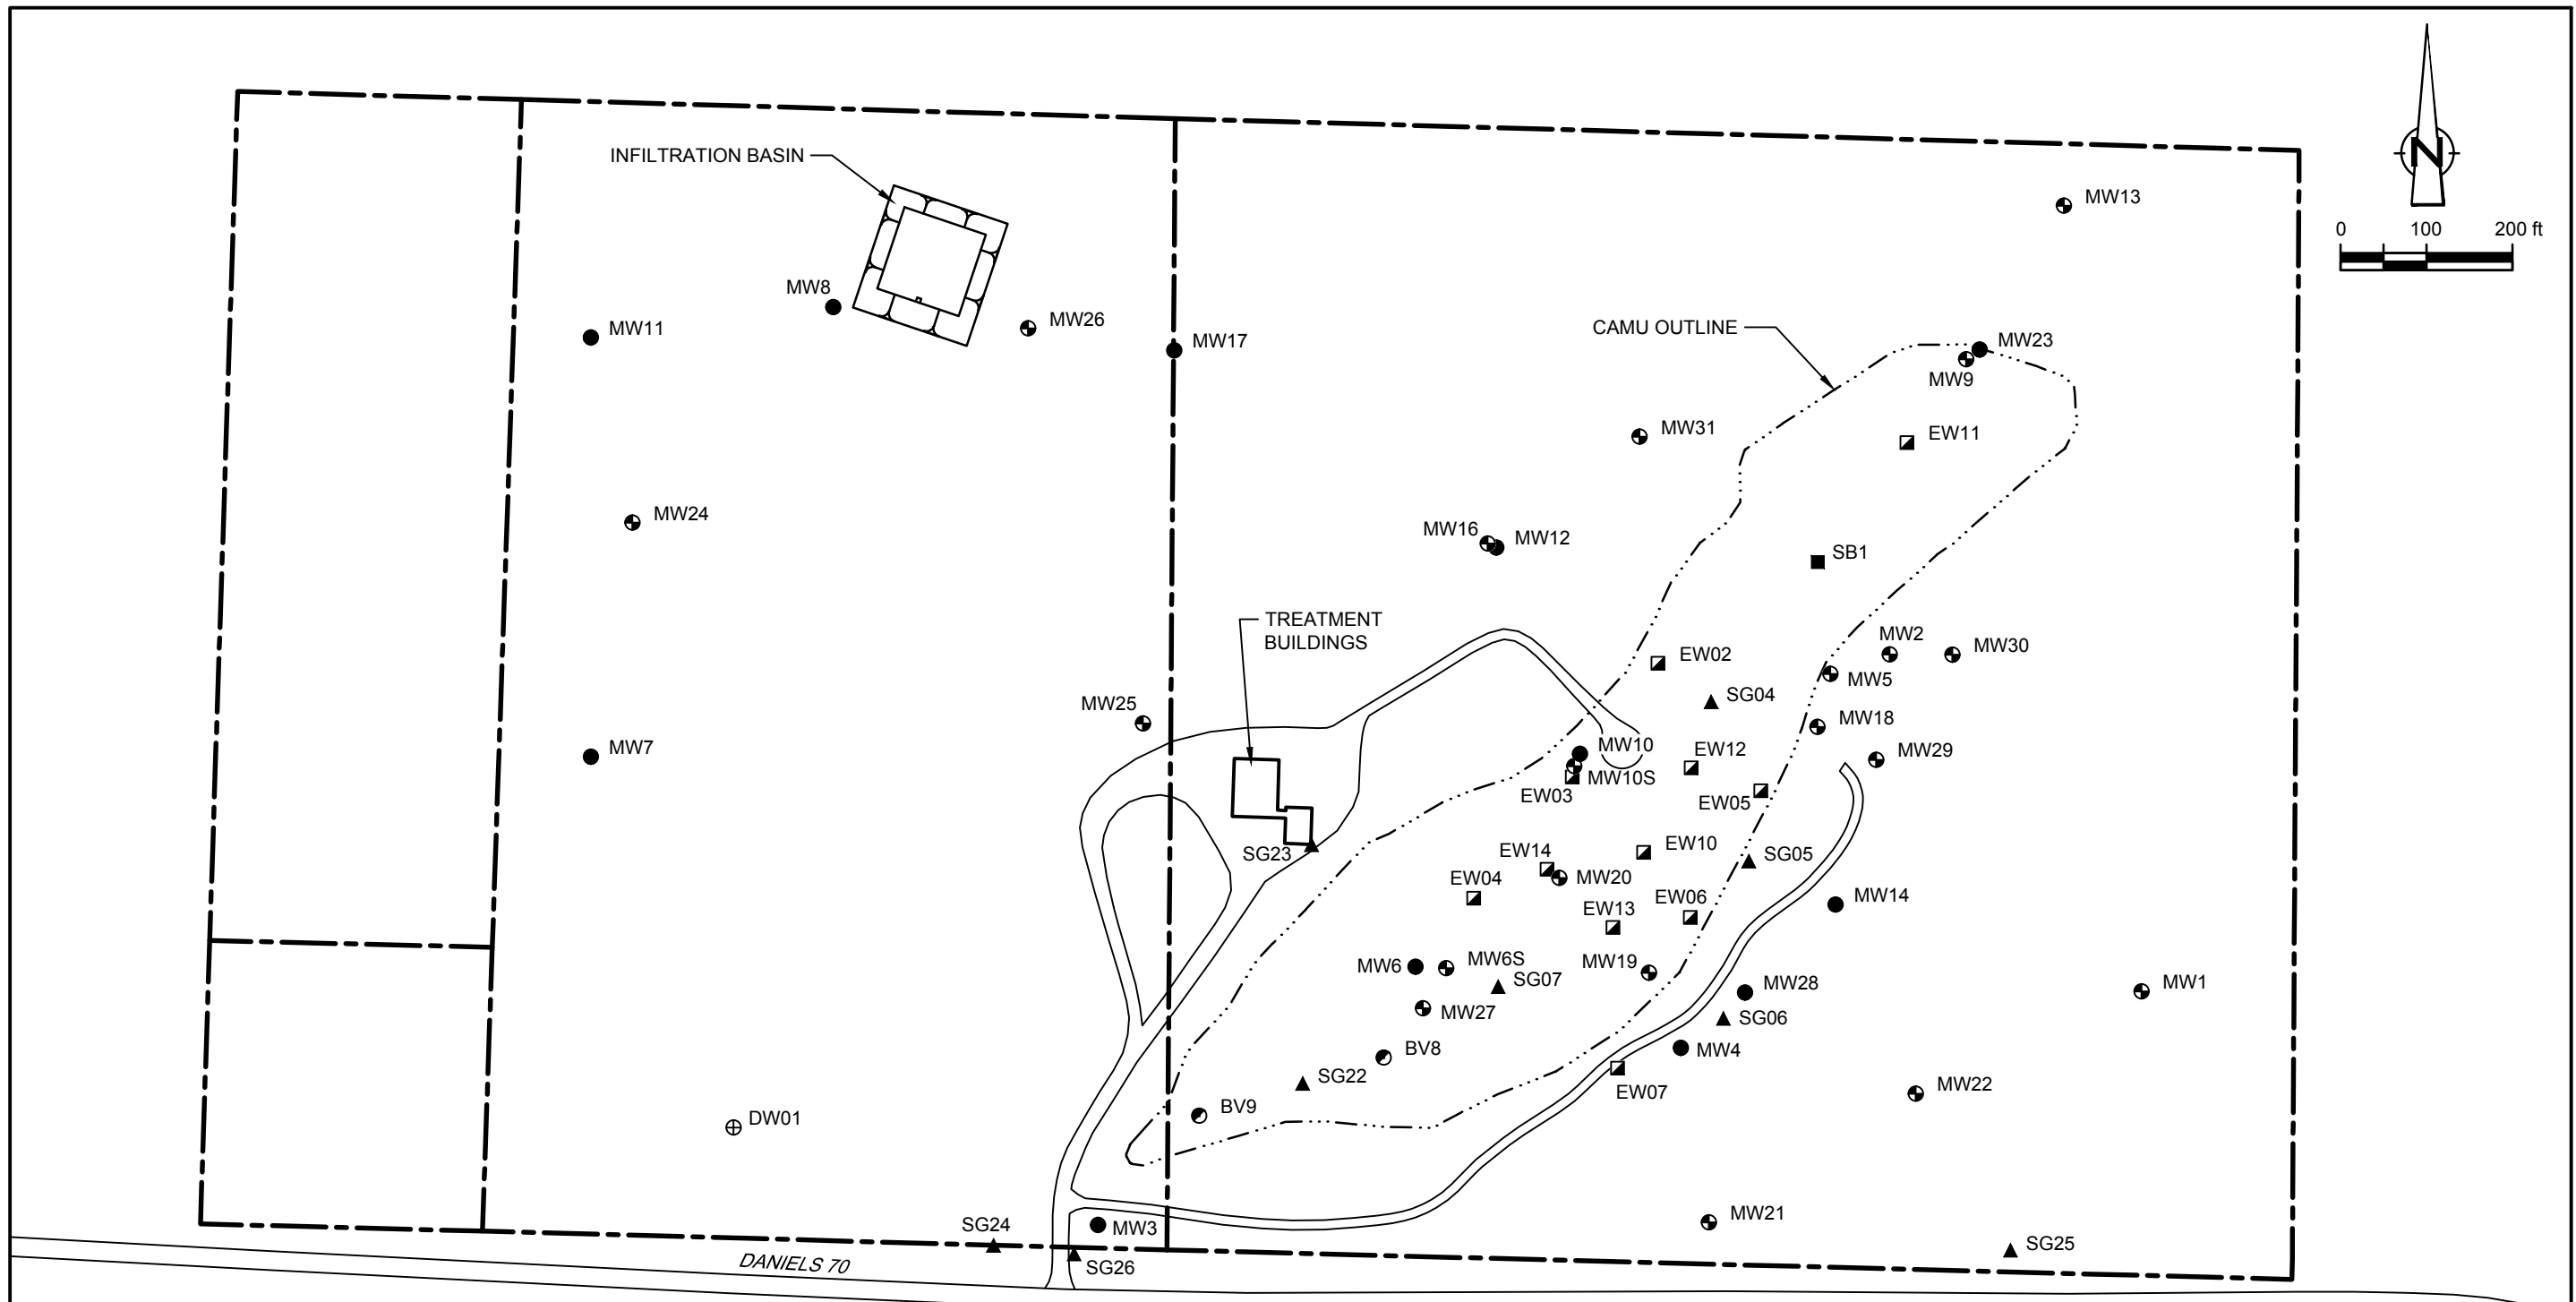 INFILTRATION BASIN
N
MW13
0 100 200 ft
MW8
MW26
MW11
MW17
CAMU OUTLINE
MW23
MW9
MW31
EW11
MW24
MW16
MW12
SB1
TREATMENT
BUILDINGS
EW02
MW2
MW30
MW5
SG04
MW25
MW18
MW7
MW10
EW12
MW29
MW10S
EW03
EW05
SG23
EW14
EW10
SG05
EW04
MW20
EW06
MW14
EW13
MW6
MW6S
MW19
SG07
MW28
MW1
MW27
SG06
BV8
MW4
SG22
EW07
MW22
BV9
DW01
MW21
SG24
MW3
SG25
DANIELS 70
SG26